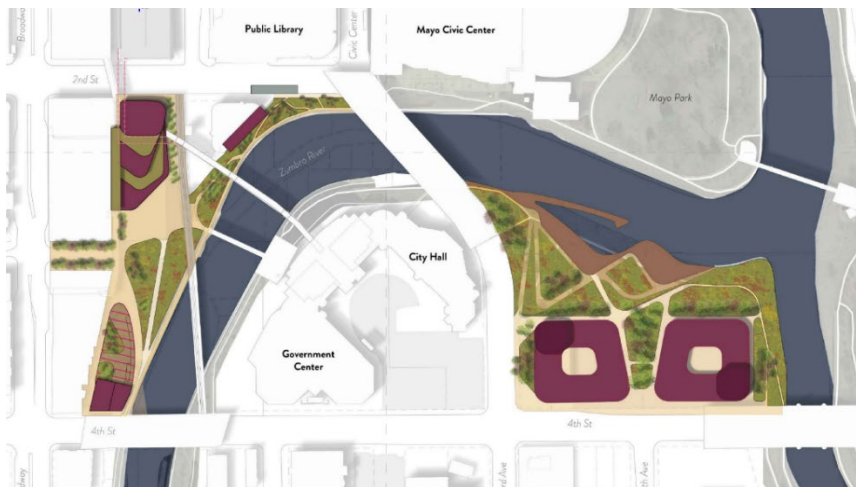 Broadway
Public Library
Civic Center
Mayo Civic Center
2nd St
Mayo Park
Zumbro River
City Hall
Government
Center
4th St
4th St